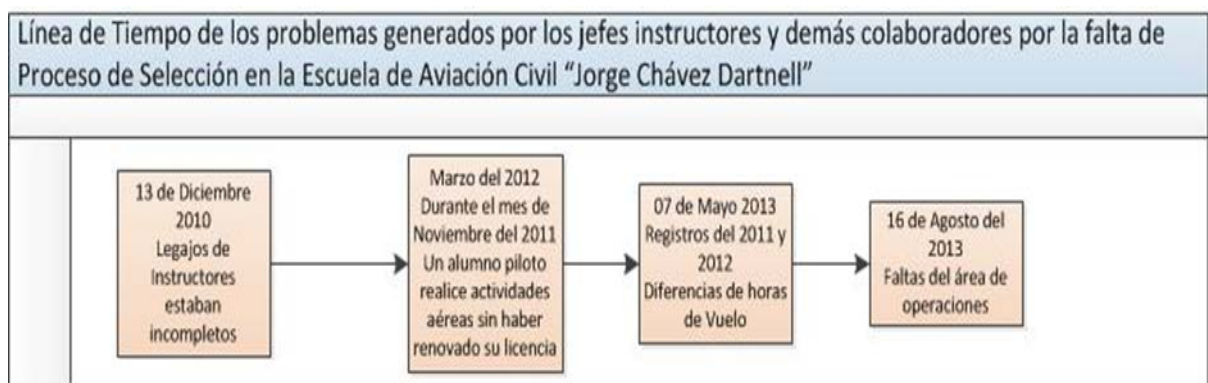 Línea de Tiempo de los problemas generados por los jefes instructores y demás colaboradores por la falta de
Proceso de Selección en la Escuela de Aviación Civil “Jorge Chávez Dartnell”
13 de Diciembre
2010
Legajos de
Instructores
estaban
incompletos
Marzo del 2012
Durante el mes de
Noviembre del 2011
Un alumno piloto
realice actividades
aéreas sin haber
renovado su licencia
07 de Mayo 2013
Registros del 2011 y
2012
Diferencias de horas
de Vuelo
16 de Agosto del
2013
Faltas del área de
operaciones